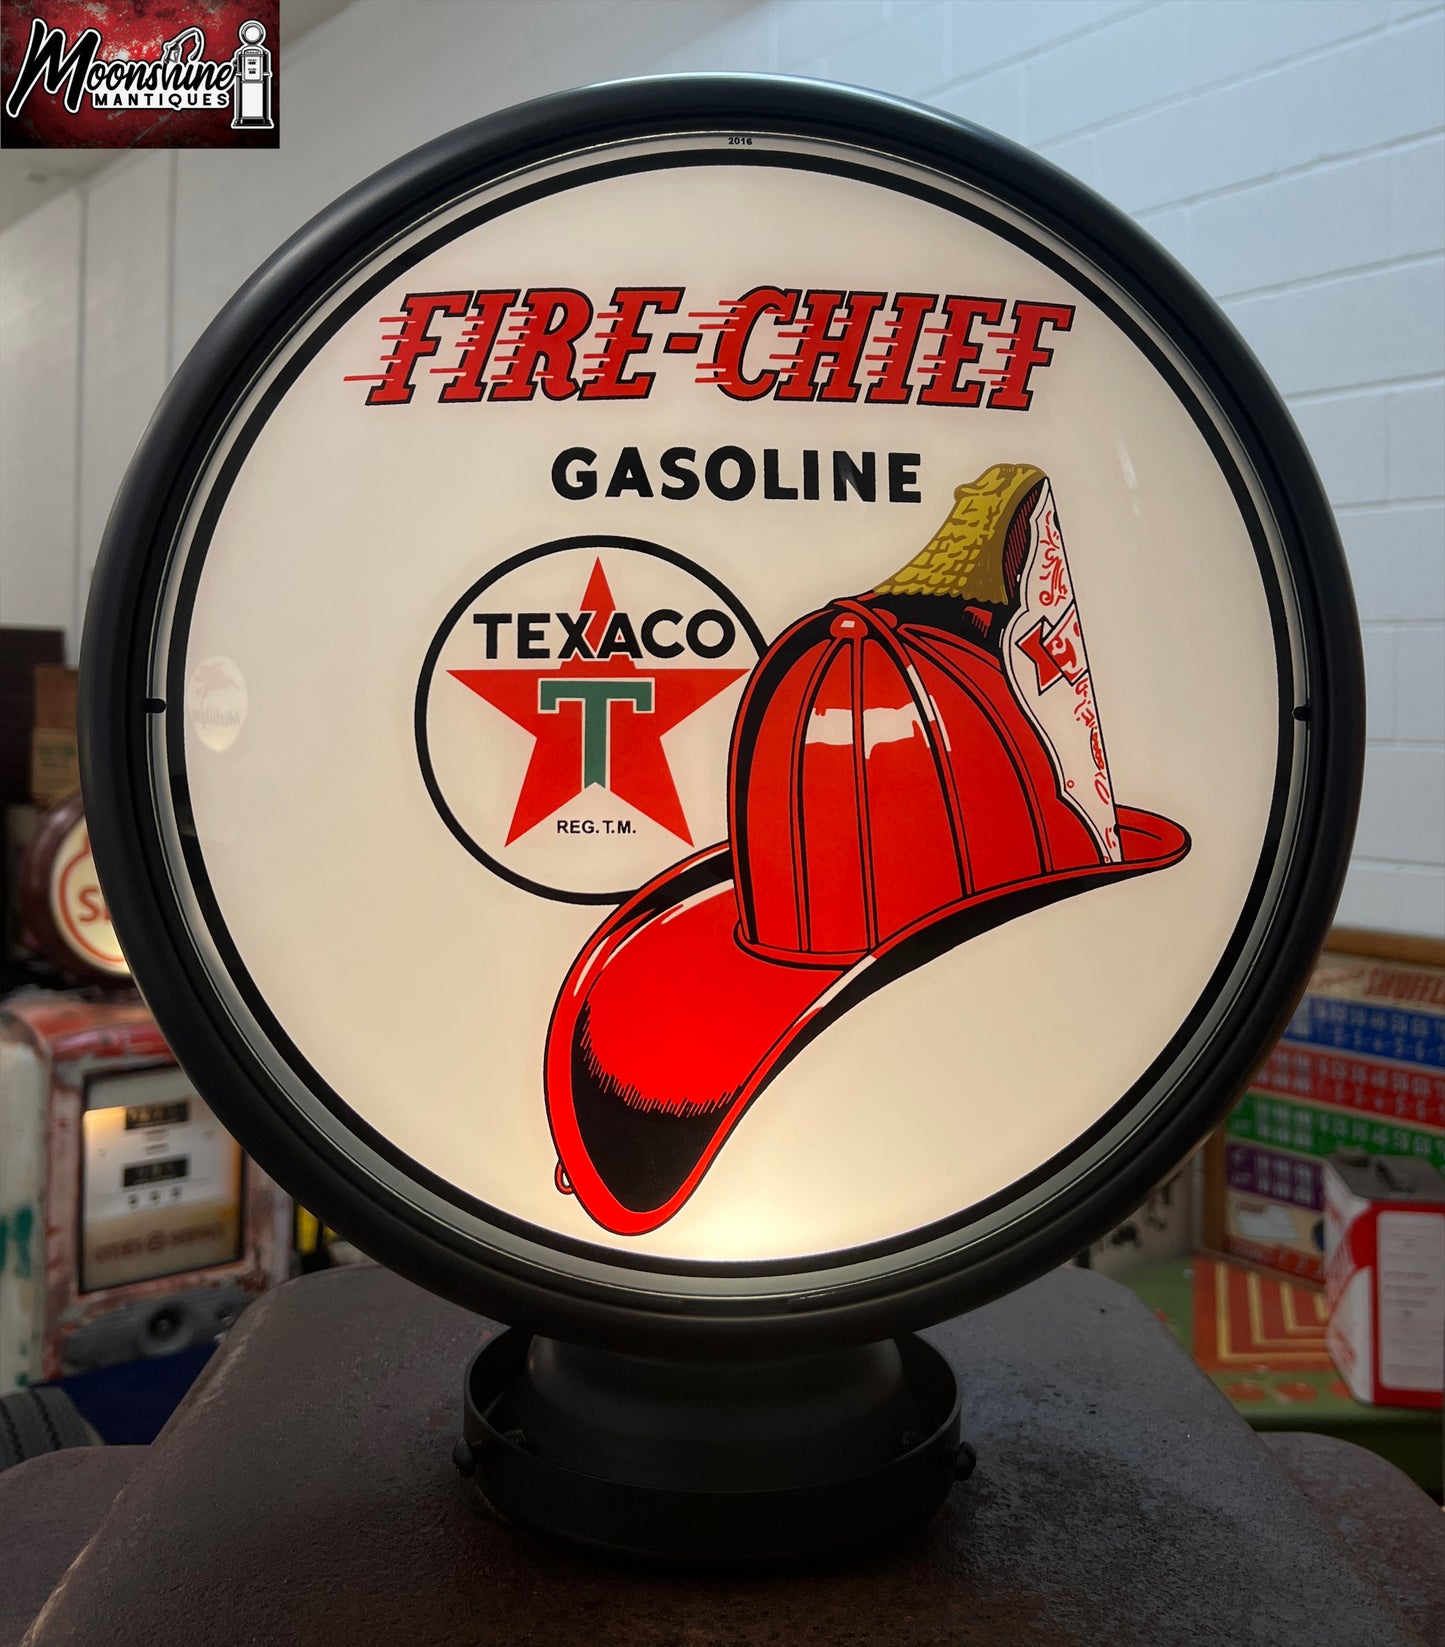 Moonshine
MANTIQUES
2016
FIRE-CHIEF
GASOLINE
TEXACO
T
REG. T.M.